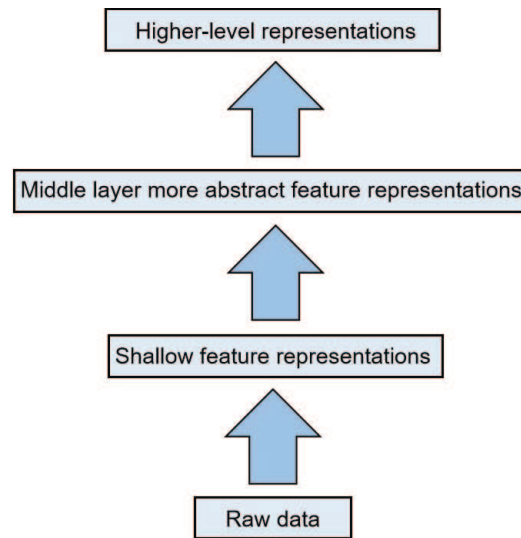 Higher-level representations
Middle layer more abstract feature representations
Shallow feature representations
Raw data